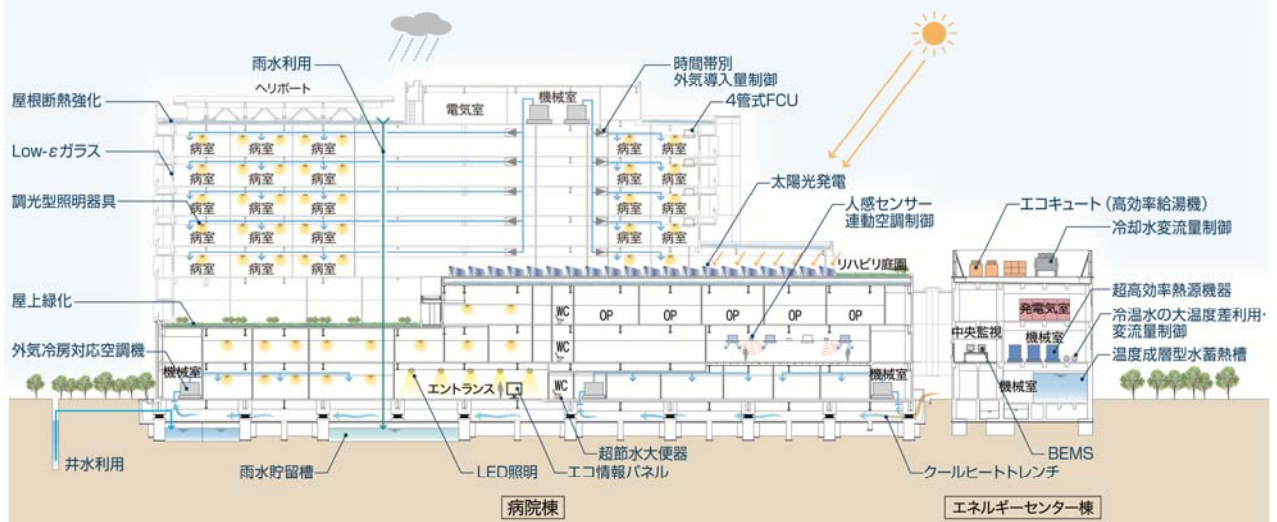 雨水利用
ヘリポート
屋根断熱強化
電気室
機械室
時間帯別
外気導入量制御
4管式FCU
Low-εガラス
調光型照明器具
病室 病室 病室 病室 病室
病室 病室 病室 病室 病室
病室 病室 病室 病室 病室
病室 病室 病室 病室 病室
病室 病室 病室 病室 病室
太陽光発電
人感センサー
連動空調制御
リハビリ庭園
エコキュート（高効率給湯機）
冷却水変流量制御
屋上緑化
外気冷房対応空調機
機械室
エントランス
WC
WC
WC
OP OP OP OP OP
機械室
発電気室
中央監視
機械室
機械室
超高効率熱源機器
冷温水の大温度差利用・
変流量制御
温度成層型水蓄熱槽
井水利用
雨水貯留槽
LED照明
超節水大便器
エコ情報パネル
クールヒートトレンチ
BEMS
病院棟
エネルギーセンター棟